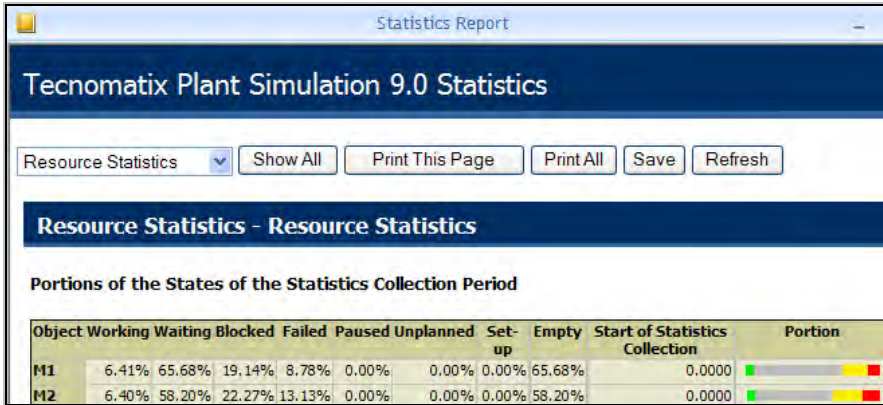 Statistics Report
Tecnomatix Plant Simulation 9.0 Statistics
Resource Statistics Show All Print This Page Print All Save Refresh
Resource Statistics - Resource Statistics
Portions of the States of the Statistics Collection Period
Object Working Waiting Blocked Failed Paused Unplanned Set-up Empty Start of Statistics Collection Portion
M1 6.41% 65.68% 19.14% 8.78% 0.00% 0.00% 0.00% 65.68% 0.0000
M2 6.40% 58.20% 22.27% 13.13% 0.00% 0.00% 0.00% 58.20% 0.0000